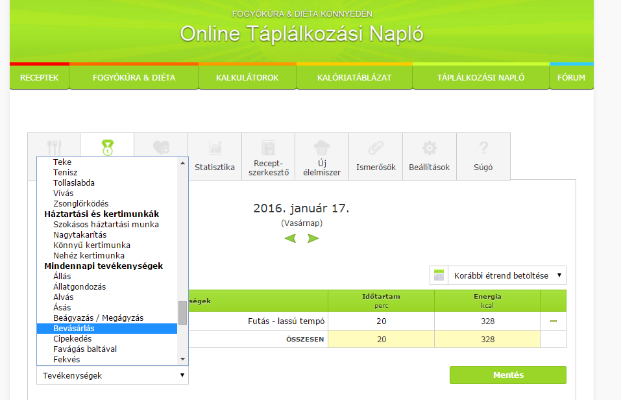 FOGYÓKÚRA & DIÉTA KÖNNYEDÉN
Online Táplálkozási Napló
RECEPTEK
FOGYÓKÚRA & DIÉTA
KALKULÁTOROK
KALÓRIATÁBLÁZAT
TÁPLÁLKOZÁSI NAPLÓ
FÓRUM
Statisztika
Recept-
szerkesztő
Új
élelmiszer
Ismerősök
Beállítások
Súgó
Teke
Tenisz
Tollaslabda
Vívás
Zsonglőrködés
Háztartási és kertimunkák
Szokásos háztartási munka
Nagytakarítás
Könnyű kertimunka
Nehéz kertimunka
Mindennapi tevékenységek
Állás
Állatgondozás
Alvás
Ásás
Beágyazás / Megágyzás
Bevásárlás
Cipekedés
Favágás baltával
Fekvés
Tevékenységek
2016. január 17.
(Vasárnap)
Korábbi étrend betöltése
ségek
Időtartam
perc
Energia
kcal
Futás - lassú tempó
20
328
ÖSSZESEN
20
328
Mentés